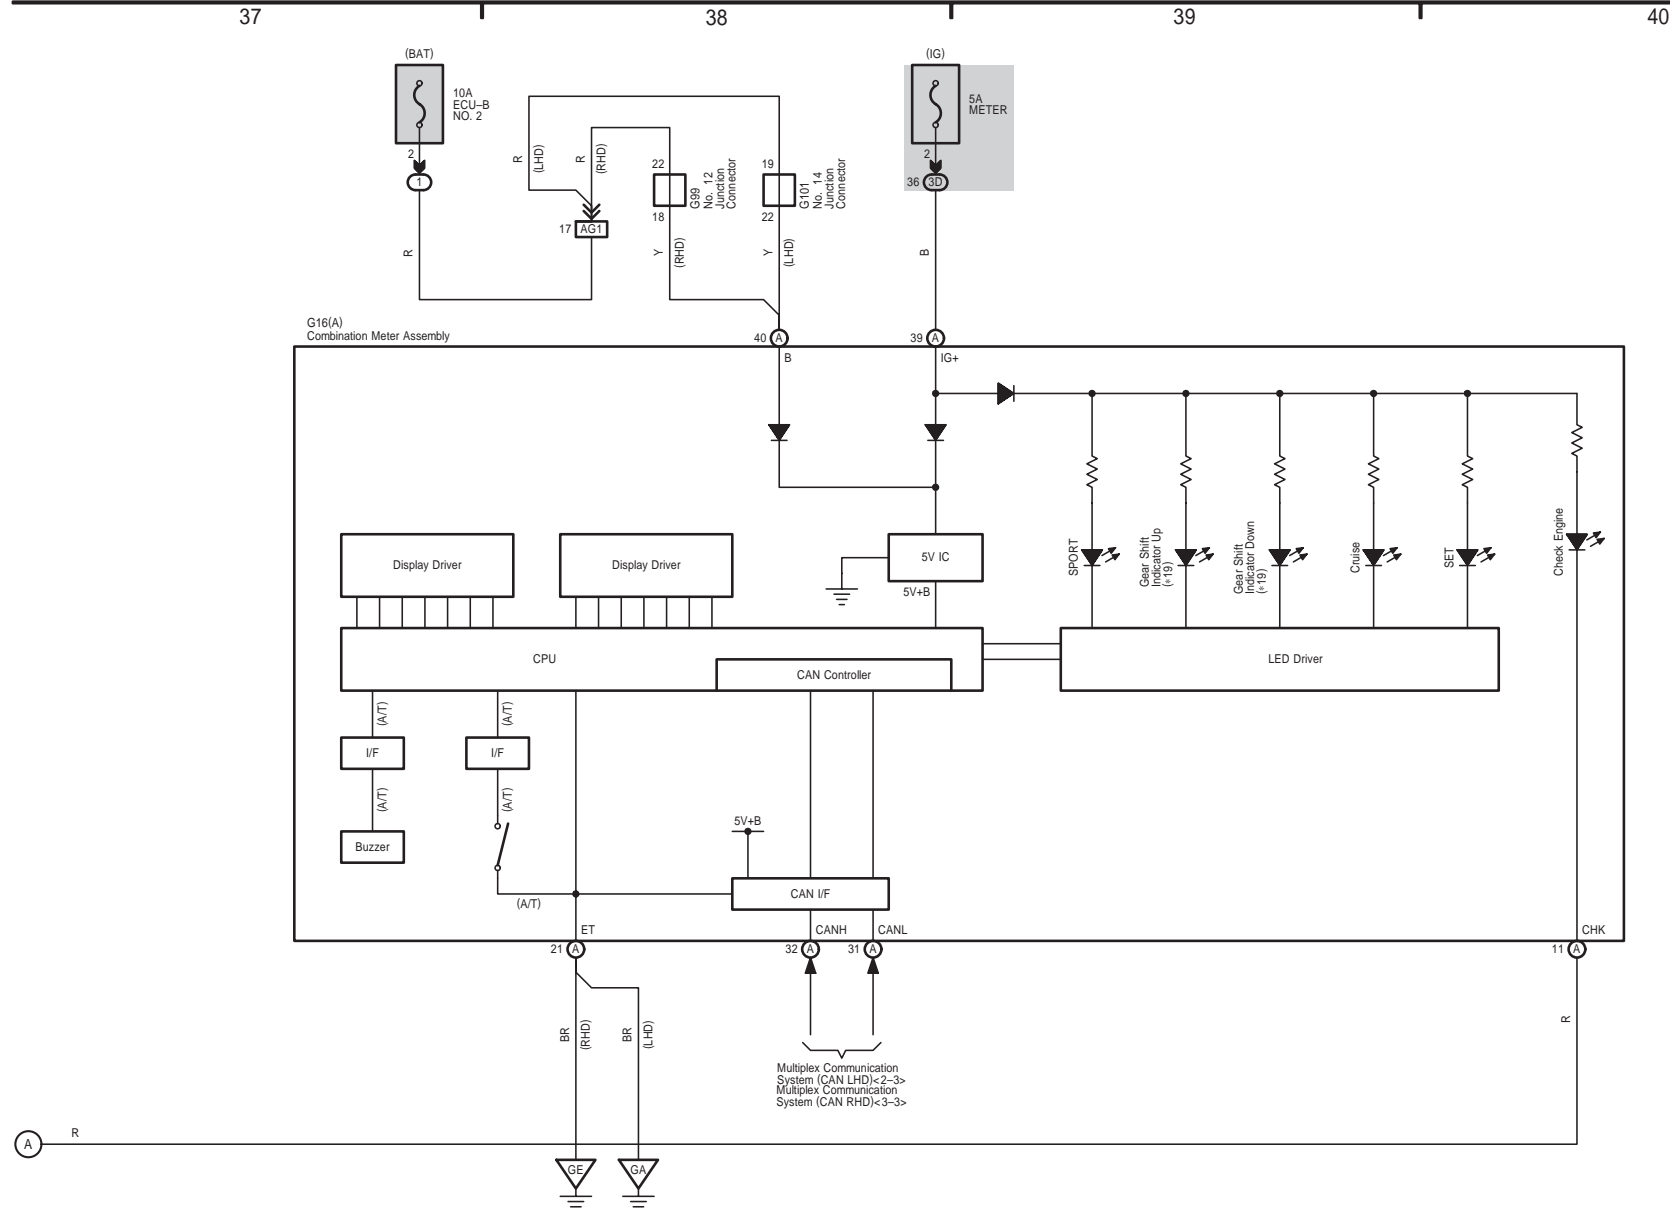 37
38
39
40
(BAT)
10A
ECU–B
NO. 2
2
1
R
R
(LHD)
R
(RHD)
17
AG1
22
18
G99
No. 12
Junction
Connector
Y
(RHD)
19
22
G101
No. 14
Junction
Connector
Y
(LHD)
(IG)
5A
METER
2
36
3D
B
G16(A)
Combination Meter Assembly
40
A
B
39
A
IG+
5V IC
5V+B
Display Driver
Display Driver
CPU
CAN Controller
LED Driver
SPORT
Gear Shift
Indicator Up
(∗19)
Gear Shift
Indicator Down
(∗19)
Cruise
SET
Check Engine
(A/T)
I/F
(A/T)
Buzzer
(A/T)
I/F
(A/T)
(A/T)
5V+B
CAN I/F
ET
21
A
CANH
32
A
CANL
31
A
CHK
11
A
BR
(RHD)
BR
(LHD)
R
Multiplex Communication
System (CAN LHD)<2–3>
Multiplex Communication
System (CAN RHD)<3–3>
A
R
GE
GA